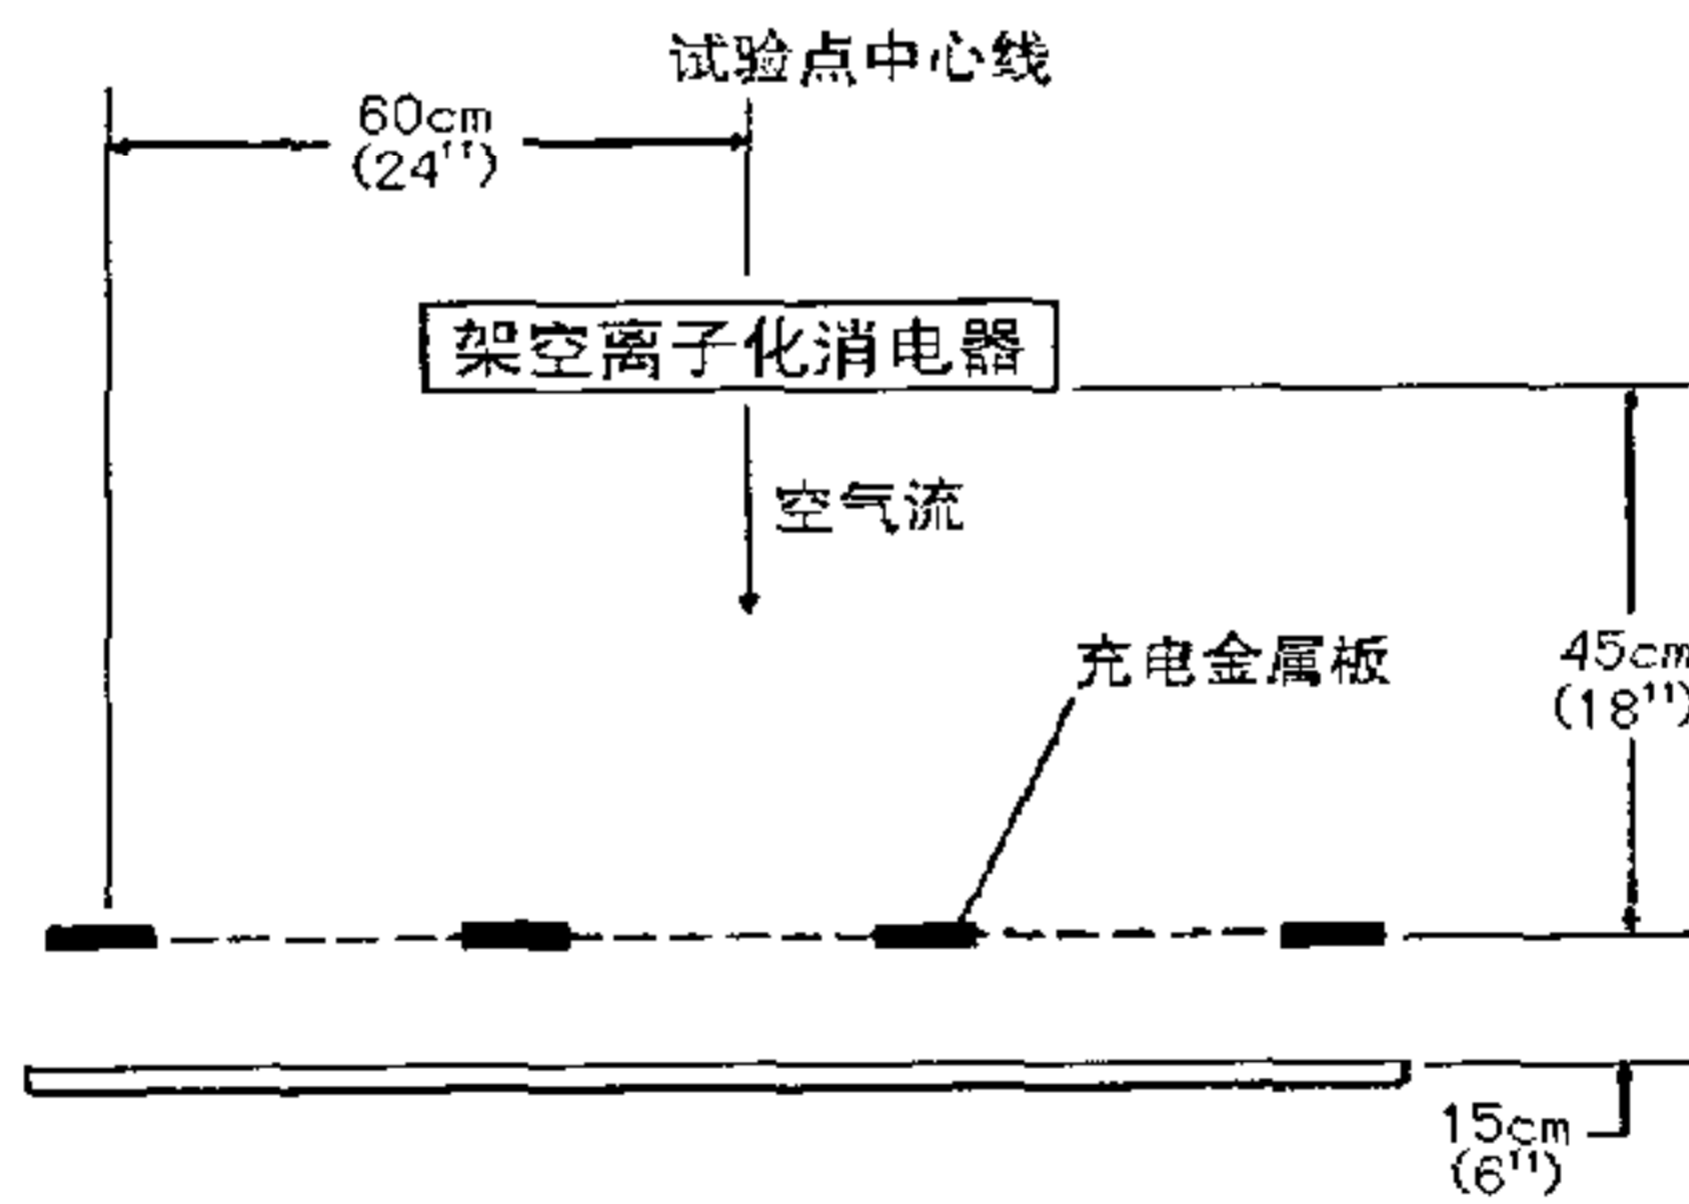 试验点中心线
60cm
(24")
架空离子化消电器
空气流
充电金属板
45cm
(18")
15cm
(6")